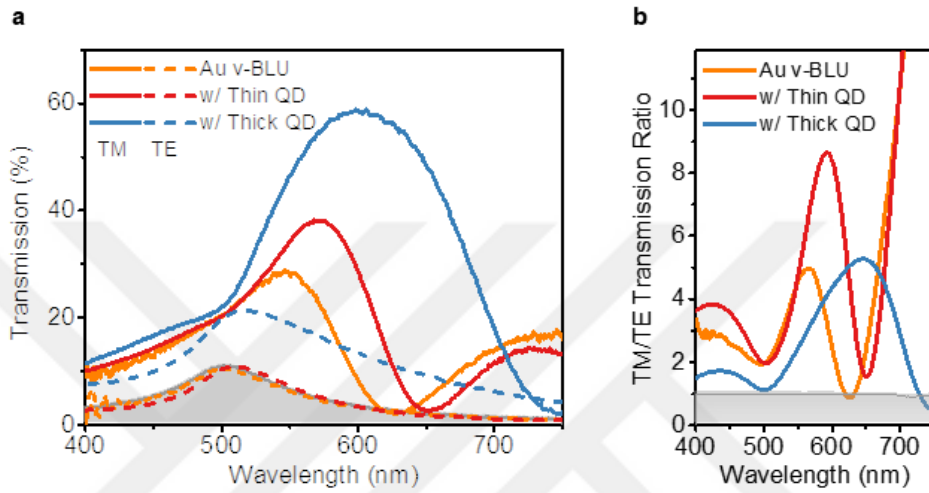 a
Au v-BLU
w/ Thin QD
w/ Thick QD
TM TE
Transmission (%)
60
40
20
0
400 500 600 700
Wavelength (nm)
b
Au v-BLU
w/ Thin QD
w/ Thick QD
TM/TE Transmission Ratio
10
8
6
4
2
0
400 500 600 700
Wavelength (nm)